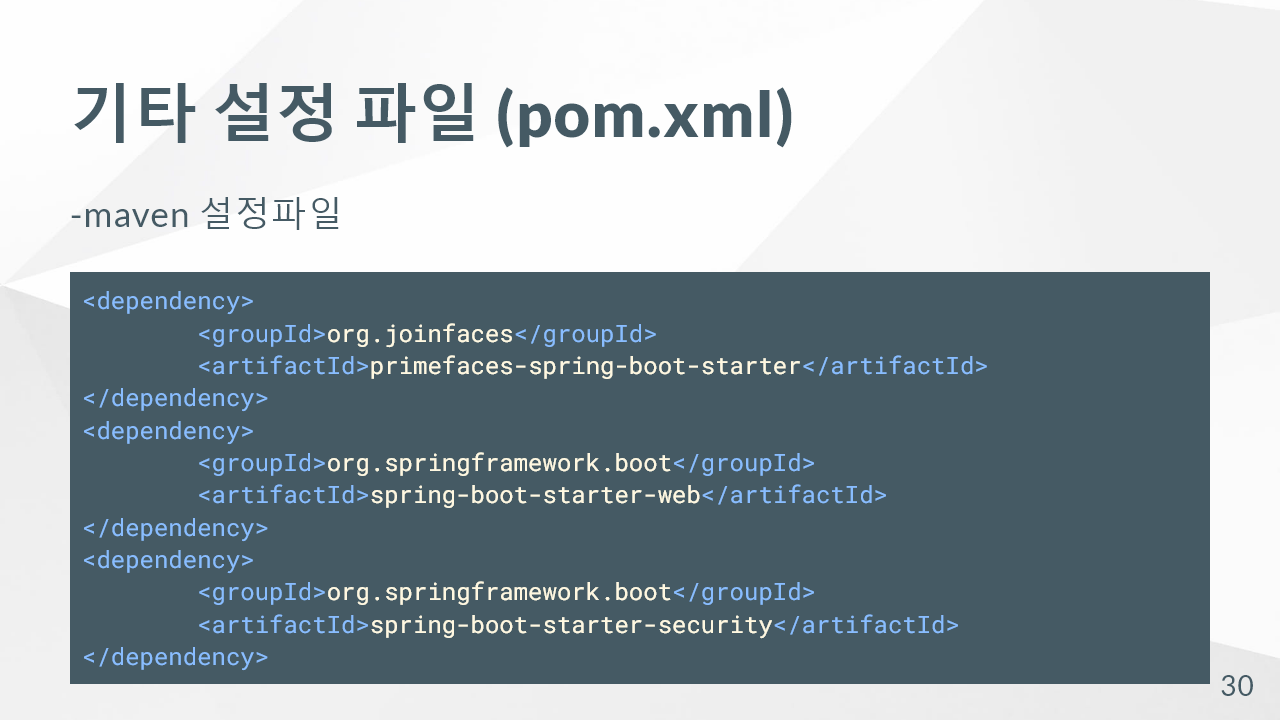 기타 설정 파일 (pom.xml)
-maven 설정파일
<dependency>
        <groupId>org.joinfaces</groupId>
        <artifactId>primefaces-spring-boot-starter</artifactId>
</dependency>
<dependency>
        <groupId>org.springframework.boot</groupId>
        <artifactId>spring-boot-starter-web</artifactId>
</dependency>
<dependency>
        <groupId>org.springframework.boot</groupId>
        <artifactId>spring-boot-starter-security</artifactId>
</dependency>
30